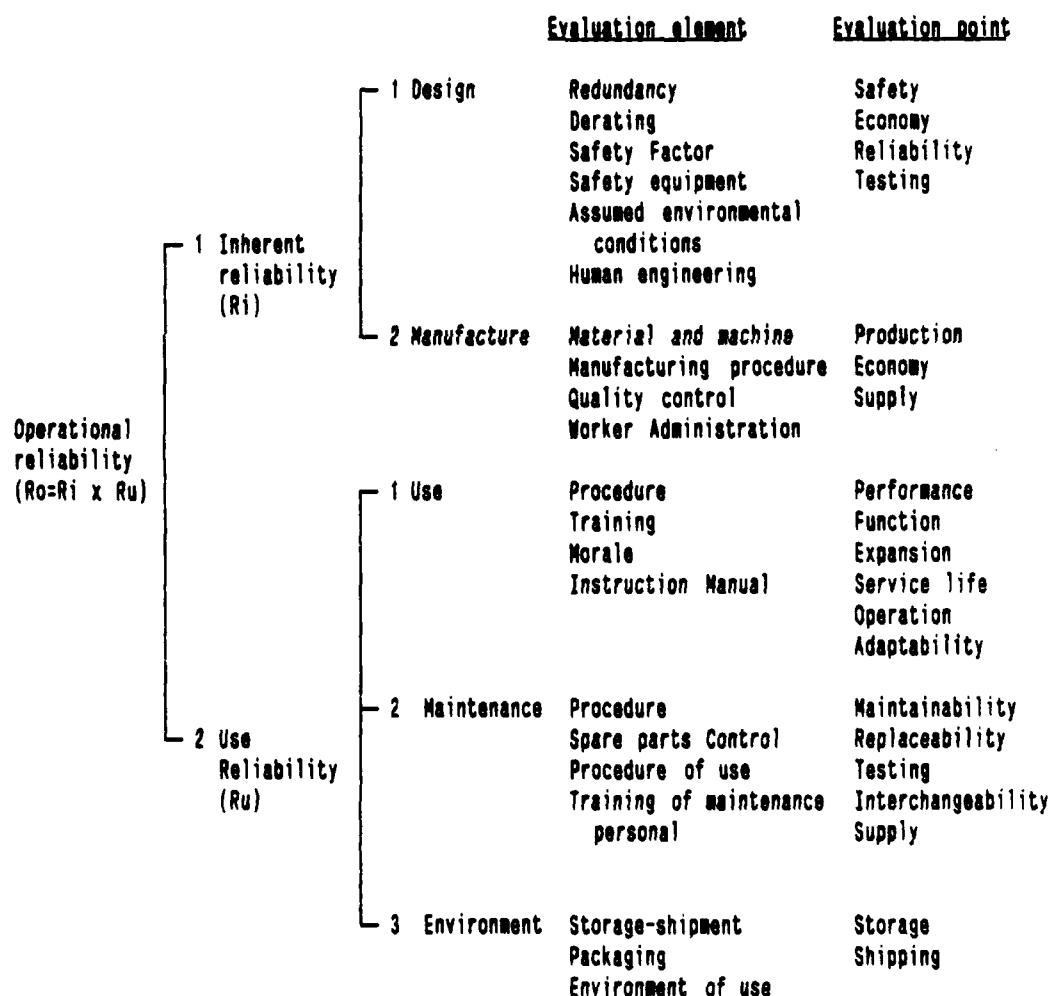 Evaluation element Evaluation point
1 Design Redundancy Safety
Derating Economy
Safety Factor Reliability
Safety equipment Testing
Assumed environmental
1 Inherent conditions
reliability Human engineering
(Ri)
2 Manufacture Material and machine Production
Manufacturing procedure Economy
Quality control Supply
Operational Worker Administration
reliability
(Ro=Ri x Ru) 1 Use Procedure Performance
Training Function
Morale Expansion
Instruction Manual Service life
Operation
Adaptability
2 Maintenance Procedure Maintainability
2 Use Spare parts Control Replaceability
Reliability Procedure of use Testing
(Ru) Training of maintenance Interchangeability
personal Supply
3 Environment Storage-shipment Storage
Packaging Shipping
Environment of use